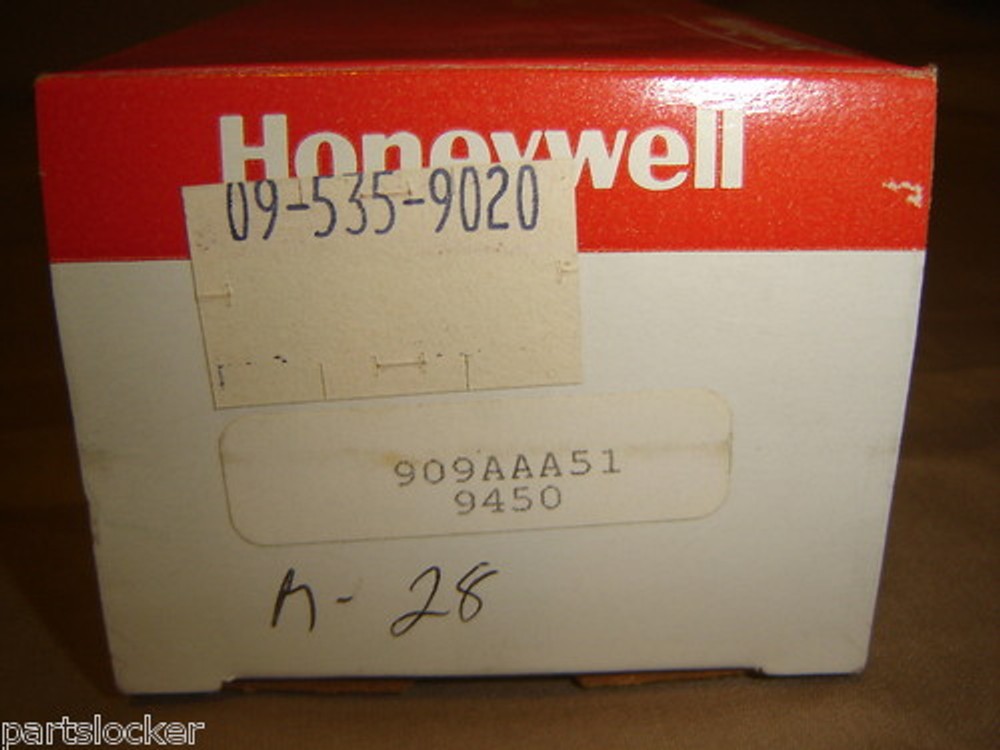 Honeywell
09-535-9020
909AAA51
9450
A- 28
partslocker